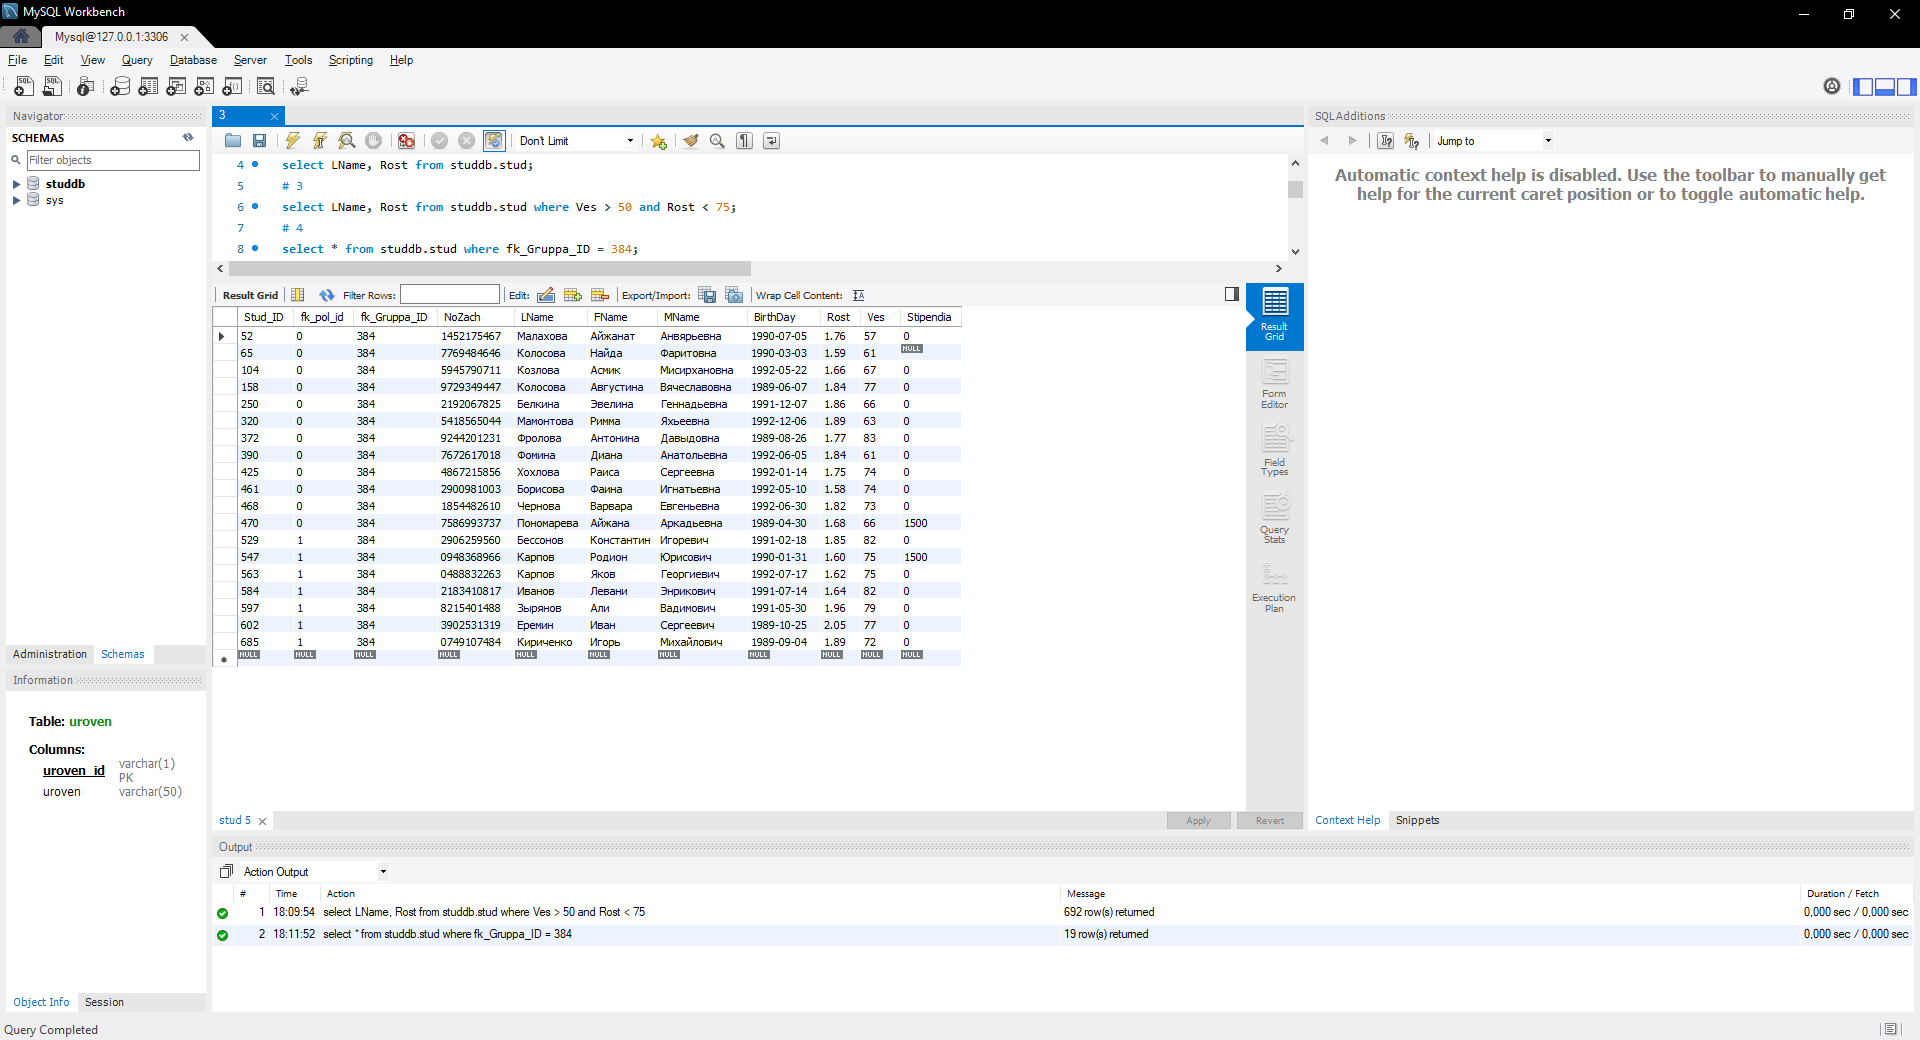 MySQL Workbench
Mysql@127.0.0.1:3306
File Edit View Query Database Server Tools Scripting Help
Navigator
SCHEMAS
Filter objects
studdb
sys
Administration Schemas
Information
Table: uroven
Columns:
uroven_id varchar(1) PK
uroven varchar(50)
Object Info Session
3
Don't Limit
4 select LName, Rost from studdb.stud;
5 # 3
6 select LName, Rost from studdb.stud where Ves > 50 and Rost < 75;
7 # 4
8 select * from studdb.stud where fk_Gruppa_ID = 384;
Result Grid Filter Rows: Edit: Export/Import: Wrap Cell Content:
Stud_ID fk_pol_id fk_Gruppa_ID NoZach LName FName MName BirthDay Rost Ves Stipendia
52 0 384 1452175467 Малахова Айжанат Анвярьевна 1990-07-05 1.76 57 0
65 0 384 7769484646 Колосова Найда Фаритовна 1990-03-03 1.59 61 NULL
104 0 384 5945790711 Козлова Асмик Мисирхановна 1992-05-22 1.66 67 0
158 0 384 9729349447 Колосова Августина Вячеславовна 1989-06-07 1.84 77 0
250 0 384 2192067825 Белкина Эвелина Геннадьевна 1991-12-07 1.86 66 0
320 0 384 5418565044 Мамонтова Римма Яхьеевна 1992-12-06 1.89 63 0
372 0 384 9244201231 Фролова Антонина Давыдовна 1989-08-26 1.77 83 0
390 0 384 7672617018 Фомина Диана Анатольевна 1992-06-05 1.84 61 0
425 0 384 4867215856 Хохлова Раиса Сергеевна 1992-01-14 1.75 74 0
461 0 384 2900981003 Борисова Фаина Игнатьевна 1992-05-10 1.58 74 0
468 0 384 1854482610 Чернова Варвара Евгеньевна 1992-06-30 1.82 73 0
470 0 384 7586993737 Пономарева Айжана Аркадьевна 1989-04-30 1.68 66 1500
529 1 384 2906259560 Бессонов Константин Игоревич 1991-02-18 1.85 82 0
547 1 384 0948368966 Карпов Родион Юрисович 1990-01-31 1.60 75 1500
563 1 384 0488832263 Карпов Яков Георгиевич 1992-07-17 1.62 75 0
584 1 384 2183410817 Иванов Левани Энрикович 1991-07-14 1.64 82 0
597 1 384 8215401488 Зырянов Али Вадимович 1991-05-30 1.96 79 0
602 1 384 3902531319 Еремин Иван Сергеевич 1989-10-25 2.05 77 0
685 1 384 0749107484 Кириченко Игорь Михайлович 1989-09-04 1.89 72 0
NULL NULL NULL NULL NULL NULL NULL NULL NULL NULL NULL
Result Grid
Form Editor
Field Types
Query Stats
Execution Plan
stud 5
Apply Revert
SQLAdditions
Jump to
Automatic context help is disabled. Use the toolbar to manually get
help for the current caret position or to toggle automatic help.
Context Help Snippets
Output
Action Output
# Time Action Message Duration / Fetch
1 18:09:54 select LName, Rost from studdb.stud where Ves > 50 and Rost < 75 692 row(s) returned 0,000 sec / 0,000 sec
2 18:11:52 select * from studdb.stud where fk_Gruppa_ID = 384 19 row(s) returned 0,000 sec / 0,000 sec
Query Completed